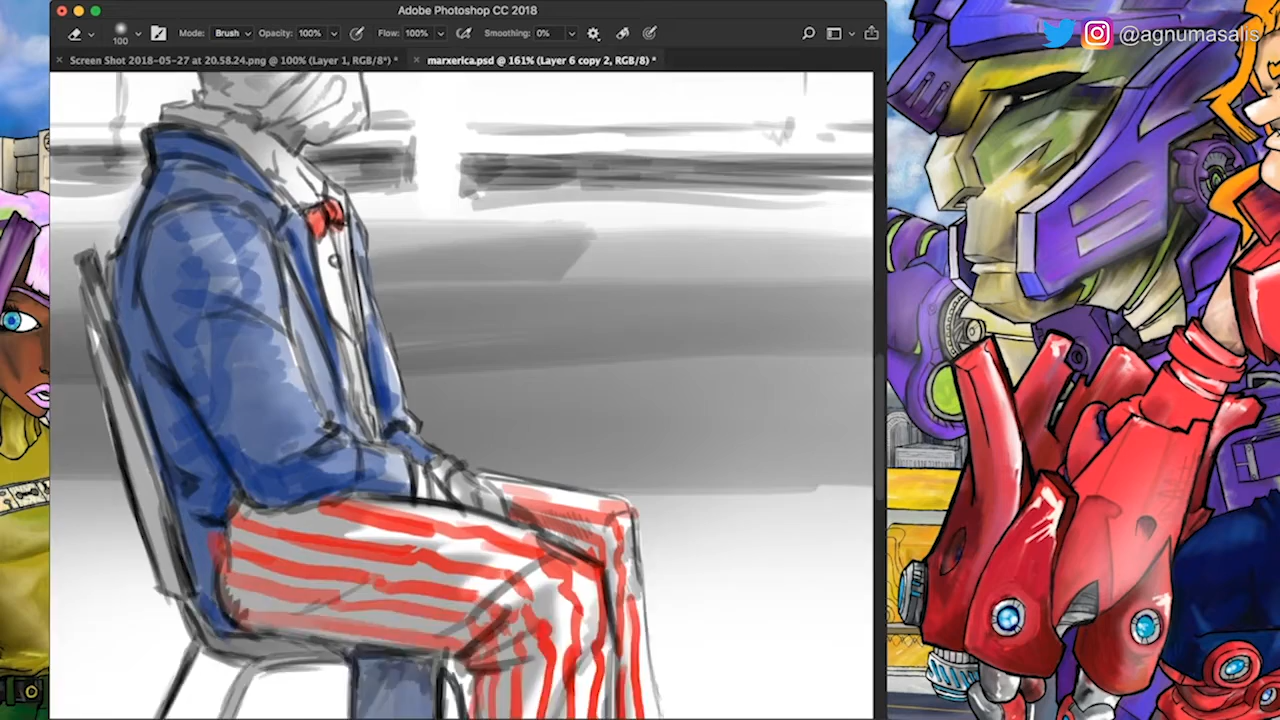 Adobe Photoshop CC 2018
100 Mode: Brush Opacity: 100% Flow: 100% Smoothing: 0%
@agnumasalis
Screen Shot 2018-05-27 at 20.58.24.png @ 100% (Layer 1, RGB/8*) *
marxerica.psd @ 161% (Layer 6 copy 2, RGB/8) *